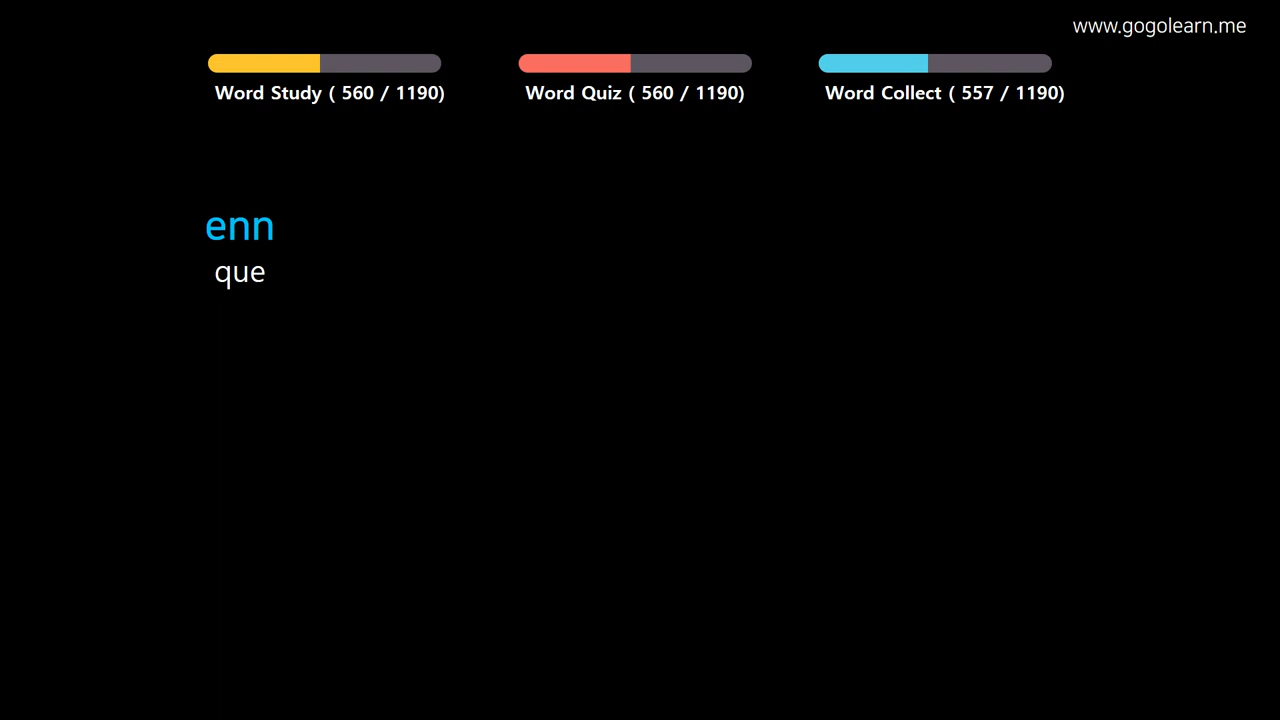 www.gogolearn.me
Word Study ( 560 / 1190)
Word Quiz ( 560 / 1190)
Word Collect ( 557 / 1190)
enn
que